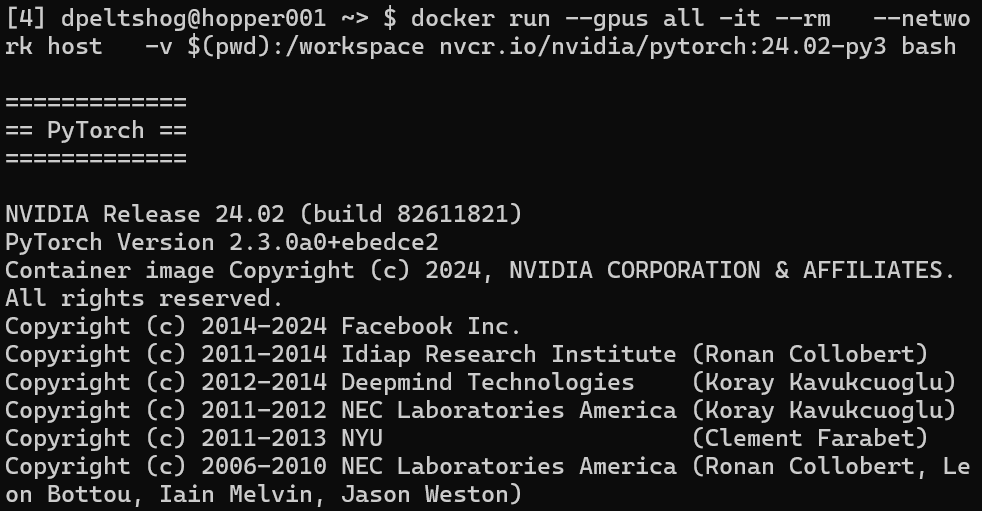 [4] dpeltshog@hopper001 ~> $ docker run --gpus all -it --rm   --netwo
rk host   -v $(pwd):/workspace nvcr.io/nvidia/pytorch:24.02-py3 bash

=============
== PyTorch ==
=============

NVIDIA Release 24.02 (build 82611821)
PyTorch Version 2.3.0a0+ebedce2
Container image Copyright (c) 2024, NVIDIA CORPORATION & AFFILIATES.
All rights reserved.
Copyright (c) 2014-2024 Facebook Inc.
Copyright (c) 2011-2014 Idiap Research Institute (Ronan Collobert)
Copyright (c) 2012-2014 Deepmind Technologies    (Koray Kavukcuoglu)
Copyright (c) 2011-2012 NEC Laboratories America (Koray Kavukcuoglu)
Copyright (c) 2011-2013 NYU                      (Clement Farabet)
Copyright (c) 2006-2010 NEC Laboratories America (Ronan Collobert, Le
on Bottou, Iain Melvin, Jason Weston)